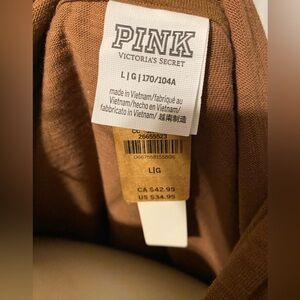 PINK
VICTORIA'S SECRET
L | G | 170/104A
made in Vietnam/fabriqué au
Vietnam/hecho en Vietnam/
fabbricato in Vietnam/ 越南制造
26655523
L|G
CA $42.95
US $34.95